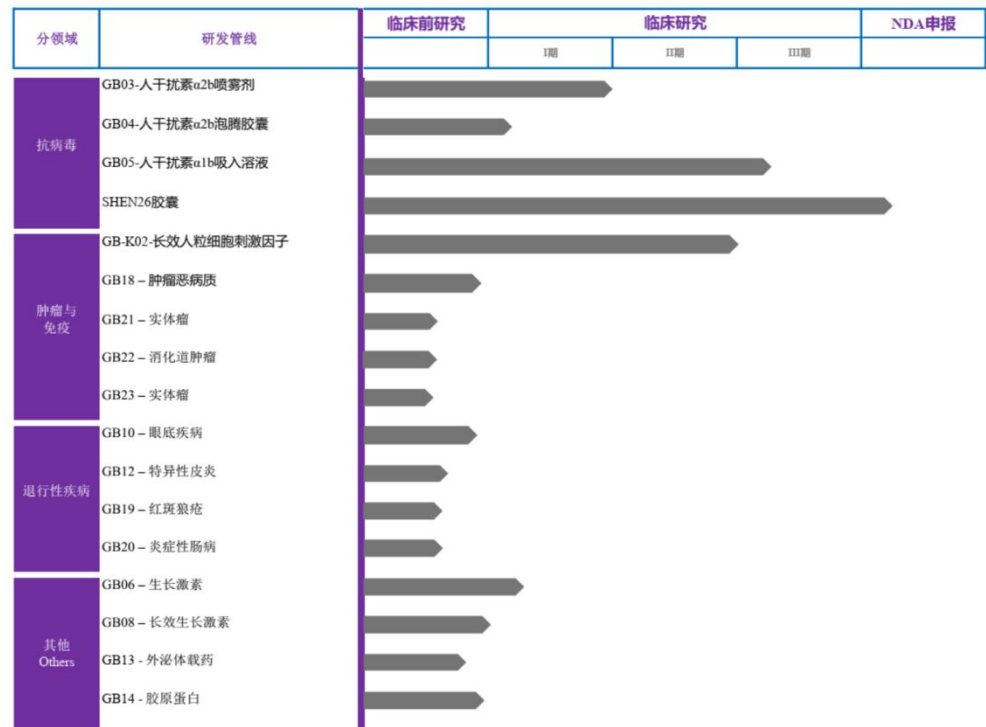 分领域
研发管线
临床前研究
临床研究
NDA申报
I期
II期
III期
抗病毒
GB03-人干扰素α2b喷雾剂
GB04-人干扰素α2b泡腾胶囊
GB05-人干扰素α1b吸入溶液
SHEN26胶囊
肿瘤与
免疫
GB-K02-长效人粒细胞刺激因子
GB18 – 肿瘤恶病质
GB21 – 实体瘤
GB22 – 消化道肿瘤
GB23 – 实体瘤
退行性疾病
GB10 – 眼底疾病
GB12 – 特异性皮炎
GB19 – 红斑狼疮
GB20 – 炎症性肠病
其他
Others
GB06 – 生长激素
GB08 – 长效生长激素
GB13 - 外泌体载药
GB14 - 胶原蛋白